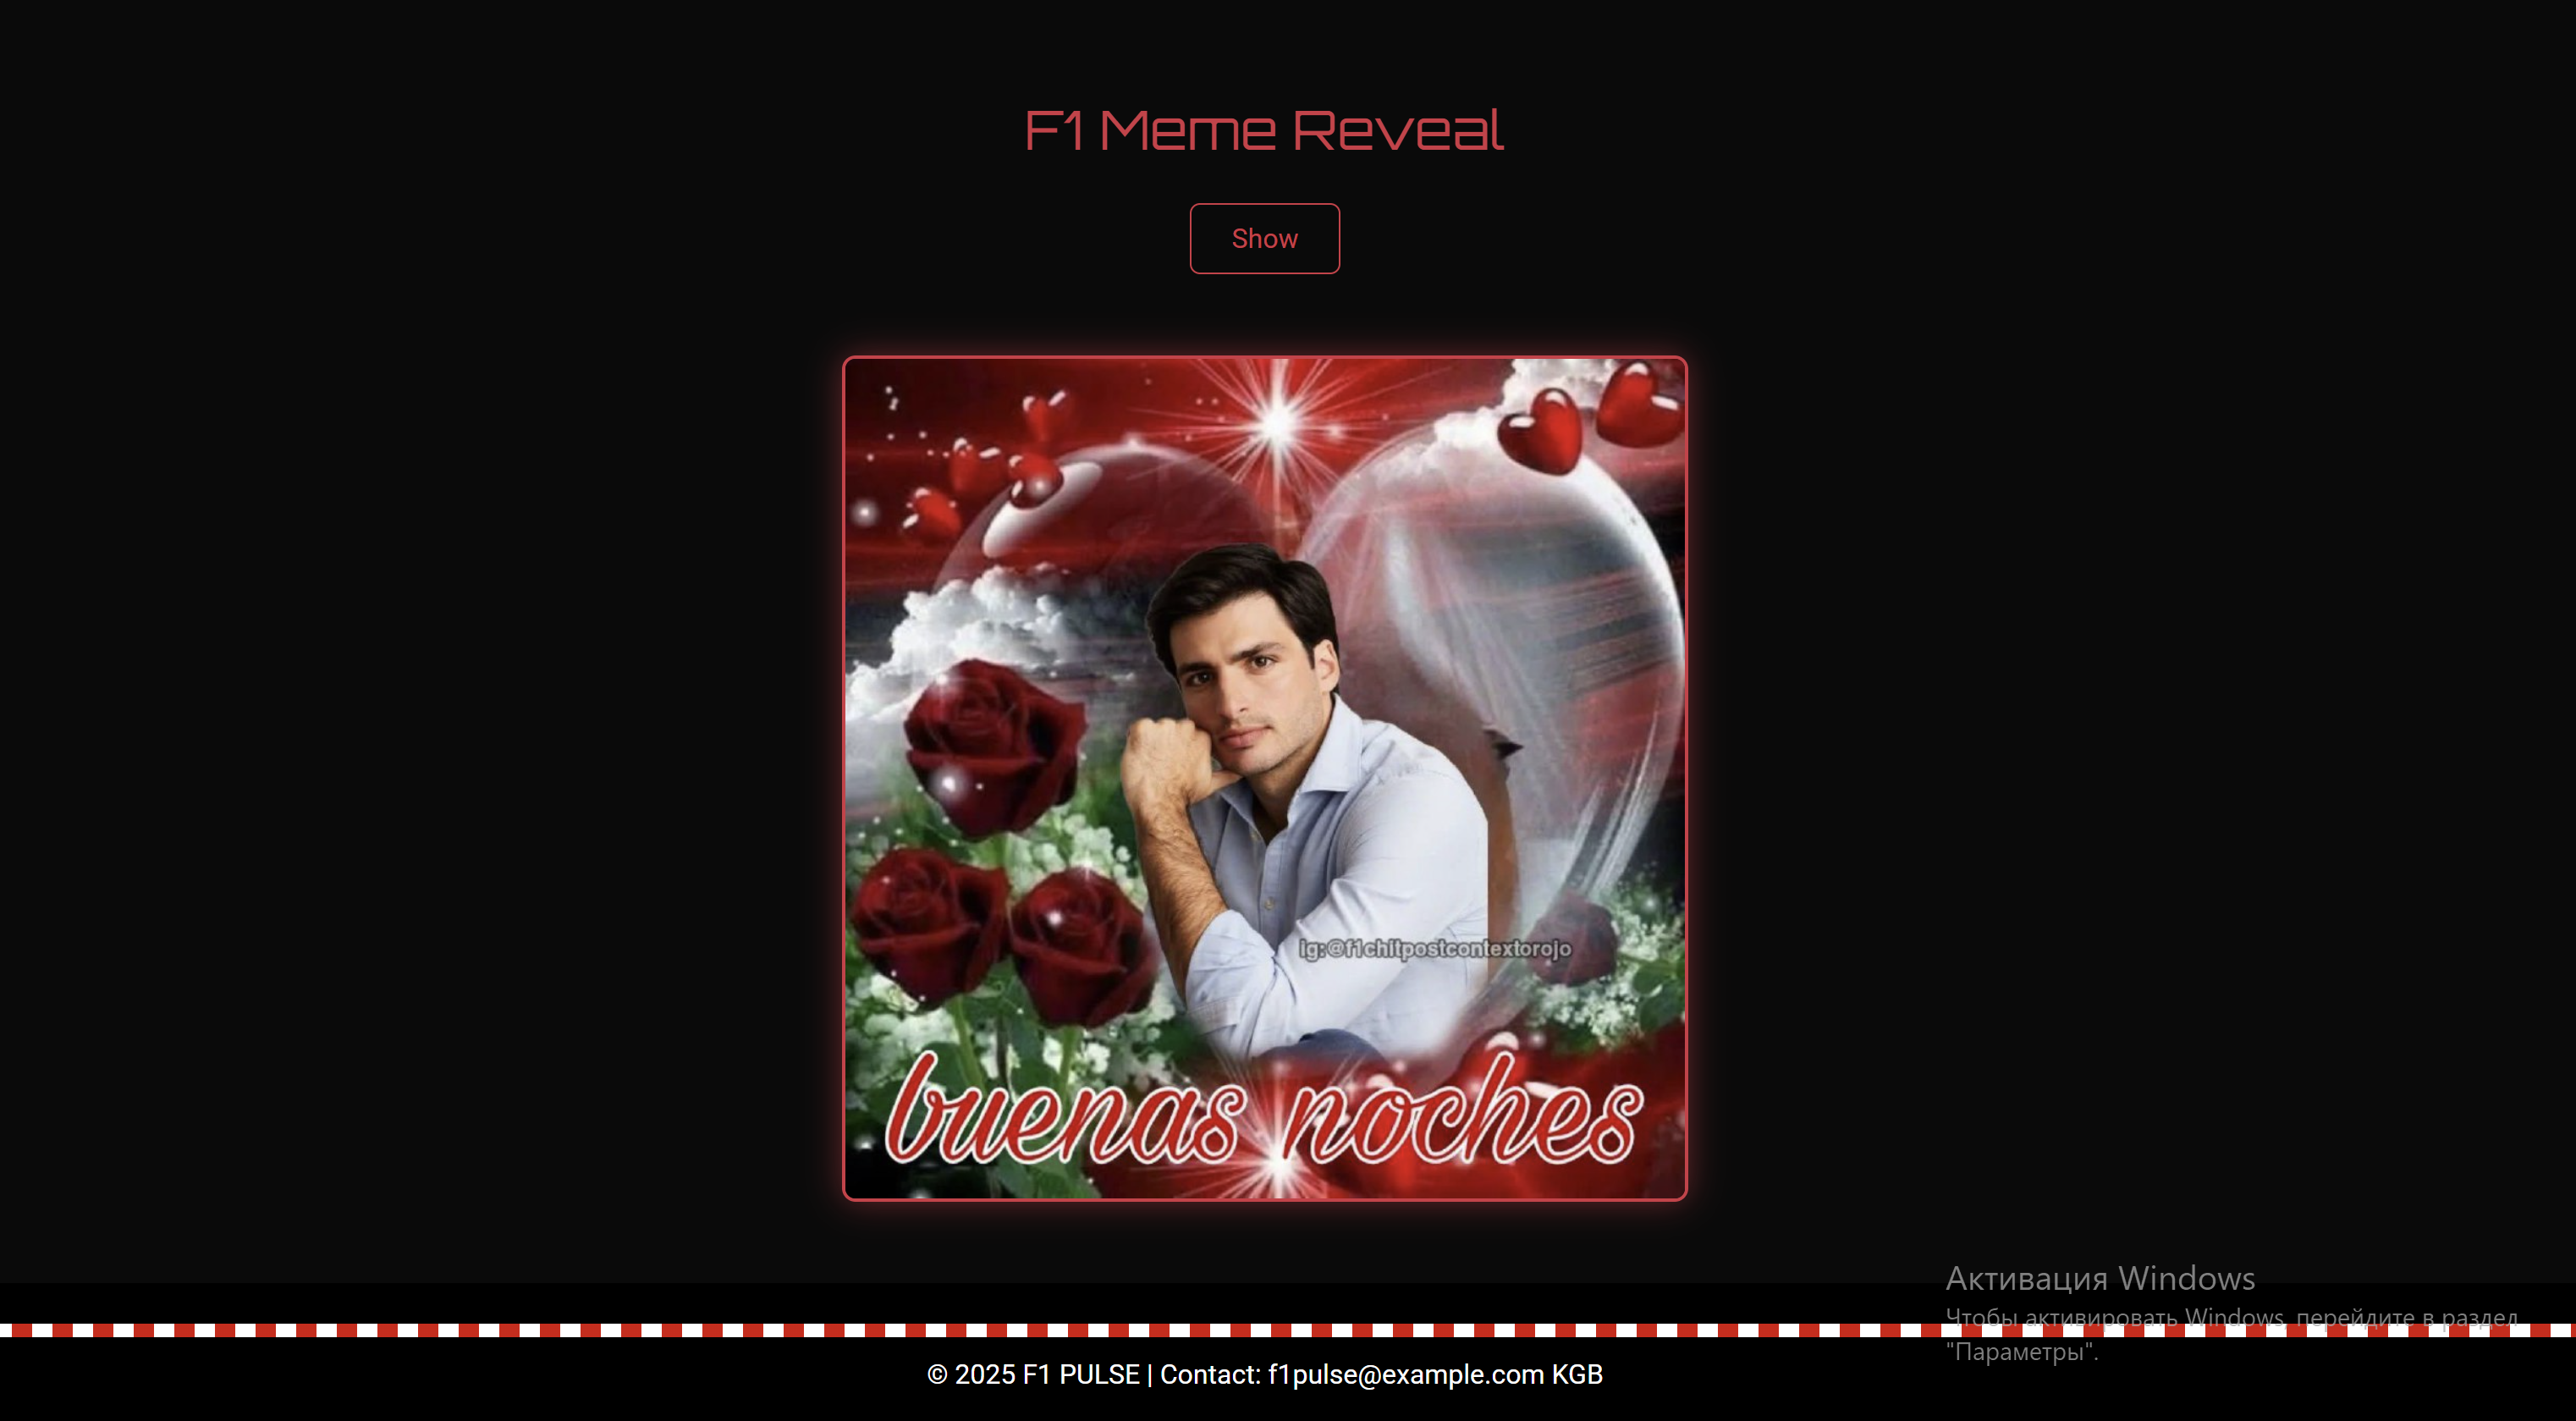 F1 Meme Reveal
Show
ig:@f1chitpostcontextorojo
buenas noches
Активация Windows
Чтобы активировать Windows, перейдите в раздел
"Параметры".
© 2025 F1 PULSE | Contact: f1pulse@example.com KGB